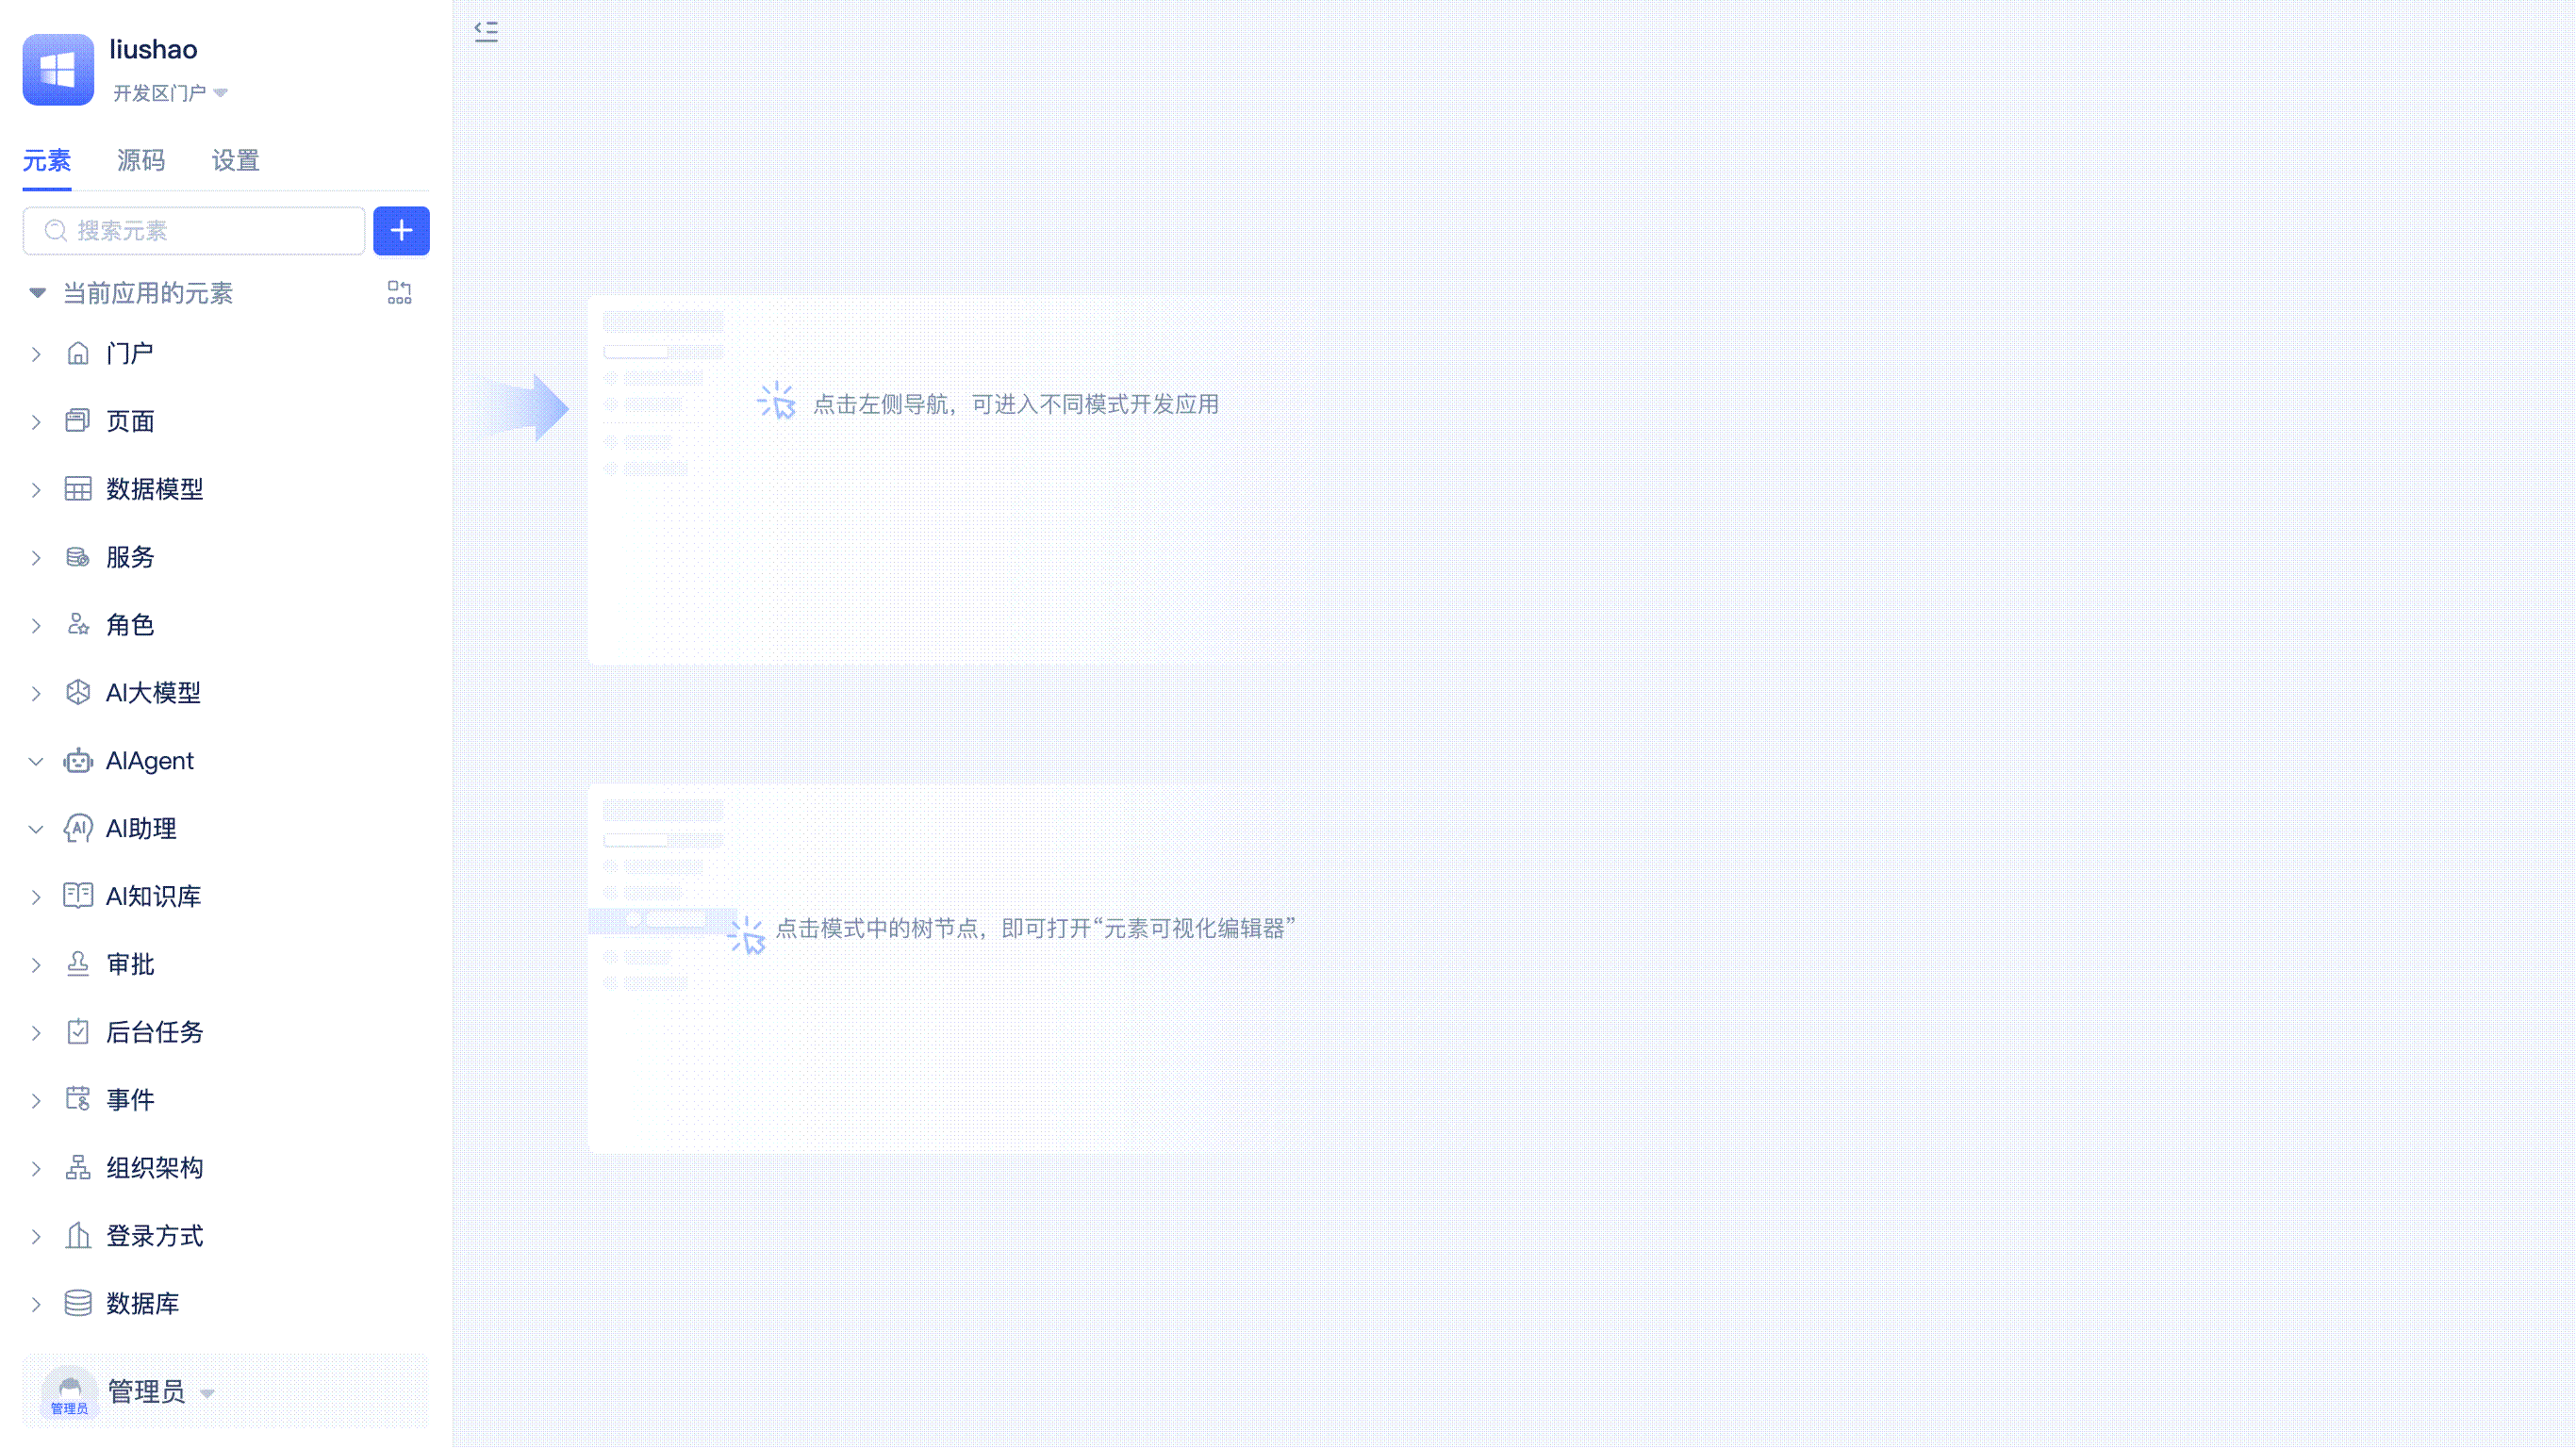 liushao
开发区门户
元素 源码 设置
搜索元素
当前应用的元素
门户
页面
数据模型
服务
角色
AI大模型
AIAgent
AI助理
AI知识库
审批
后台任务
事件
组织架构
登录方式
数据库
管理员
管理员
点击左侧导航，可进入不同模式开发应用
点击模式中的树节点，即可打开“元素可视化编辑器”